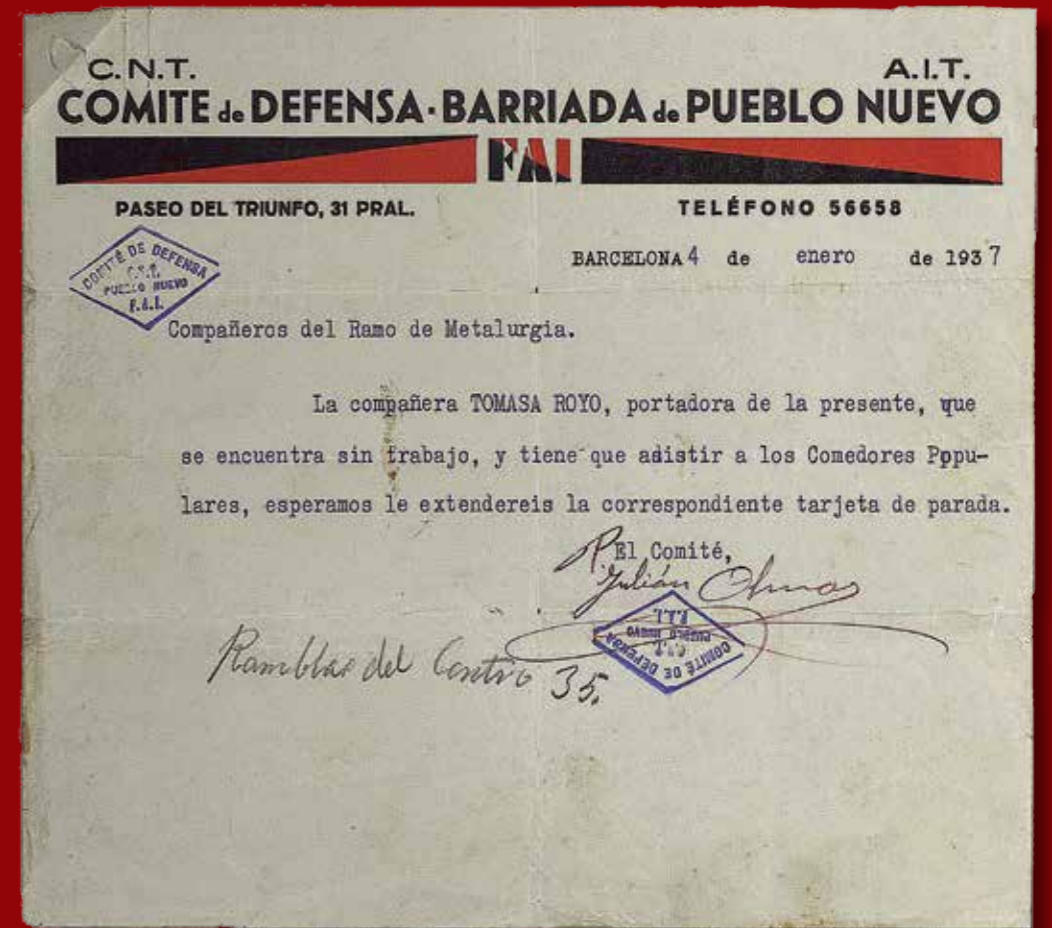 C.N.T. A.I.T.
COMITE de DEFENSA · BARRIADA de PUEBLO NUEVO
FAI
PASEO DEL TRIUNFO, 31 PRAL. TELÉFONO 56658
BARCELONA 4 de enero de 1937
COMITÉ DE DEFENSA
C.N.T.
PUEBLO NUEVO
F.A.I.
Compañeros del Ramo de Metalurgia.
La compañera TOMASA ROYO, portadora de la presente, que
se encuentra sin trabajo, y tiene que asistir a los Comedores Popu-
lares, esperamos le extendereis la correspondiente tarjeta de parada.
P. El Comité,
Julián
COMITÉ DE DEFENSA
C.N.T.
PUEBLO NUEVO
F.A.I.
Ramblas del Centro 35.